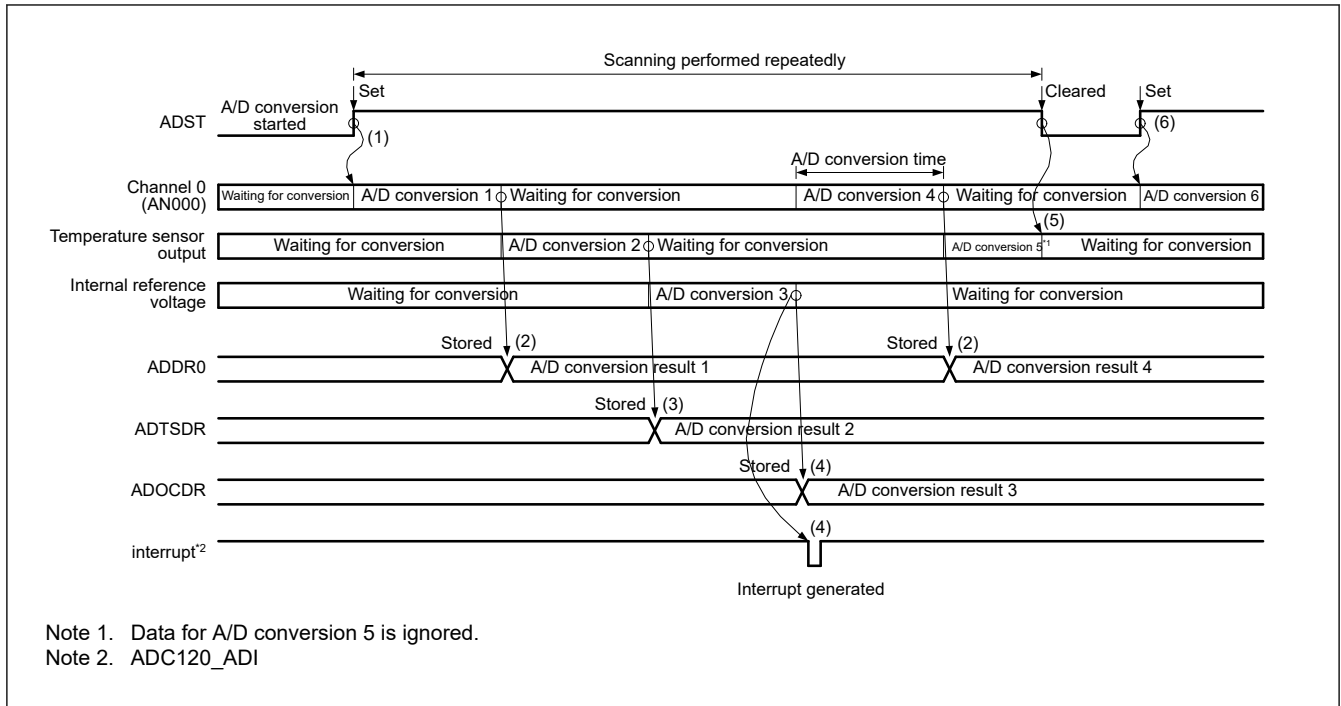 Scanning performed repeatedly
Set
Cleared
Set
ADST
A/D conversion
started
(1)
(6)
A/D conversion time
Channel 0
(AN000)
Waiting for conversion
A/D conversion 1
Waiting for conversion
A/D conversion 4
Waiting for conversion
A/D conversion 6
(5)
Temperature sensor
output
Waiting for conversion
A/D conversion 2
Waiting for conversion
A/D conversion 5*1
Waiting for conversion
Internal reference
voltage
Waiting for conversion
A/D conversion 3
Waiting for conversion
Stored (2)
Stored (2)
ADDR0
A/D conversion result 1
A/D conversion result 4
Stored (3)
ADTSDR
A/D conversion result 2
Stored (4)
ADOCDR
A/D conversion result 3
(4)
interrupt*2
Interrupt generated
Note 1. Data for A/D conversion 5 is ignored.
Note 2. ADC120_ADI